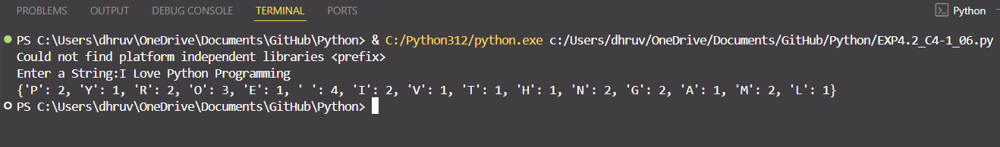 PROBLEMS OUTPUT DEBUG CONSOLE TERMINAL PORTS Python
PS C:\Users\dhruv\OneDrive\Documents\GitHub\Python> & C:/Python312/python.exe c:/Users/dhruv/OneDrive/Documents/GitHub/Python/EXP4.2_C4-1_06.py
Could not find platform independent libraries <prefix>
Enter a String:I Love Python Programming
{'P': 2, 'Y': 1, 'R': 2, 'O': 3, 'E': 1, ' ': 4, 'I': 2, 'V': 1, 'T': 1, 'H': 1, 'N': 2, 'G': 2, 'A': 1, 'M': 2, 'L': 1}
PS C:\Users\dhruv\OneDrive\Documents\GitHub\Python>